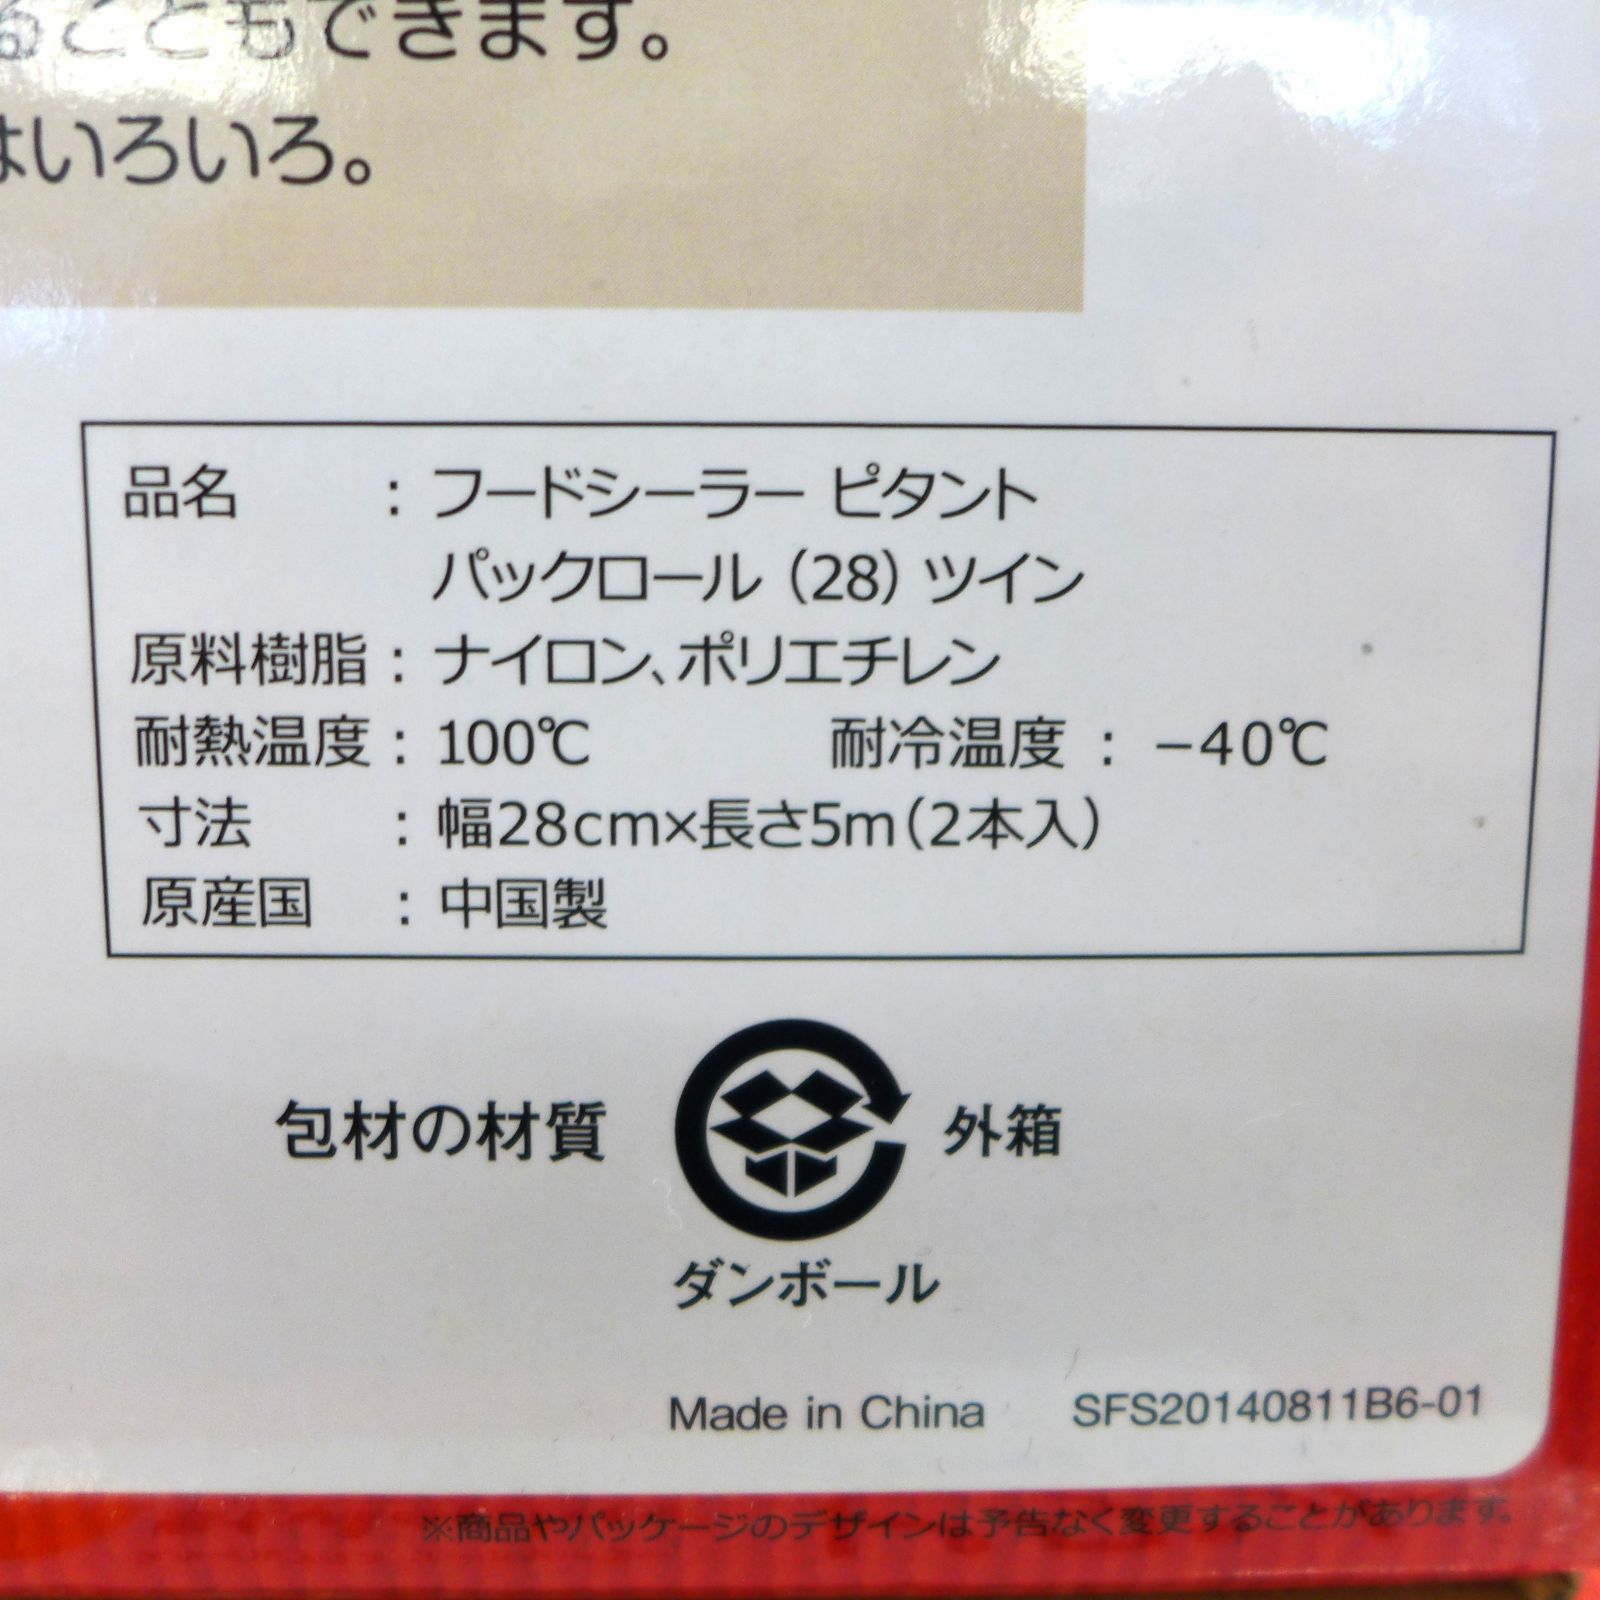 ることもできます。
はいろいろ。
品名 : フードシーラー ピタント
パックロール (28) ツイン
原料樹脂 : ナイロン、ポリエチレン
耐熱温度 : 100℃ 耐冷温度 : −40℃
寸法 : 幅28cm×長さ5m(2本入)
原産国 : 中国製
包材の材質 外箱
ダンボール
Made in China SFS20140811B6-01
※商品やパッケージのデザインは予告なく変更することがあります。